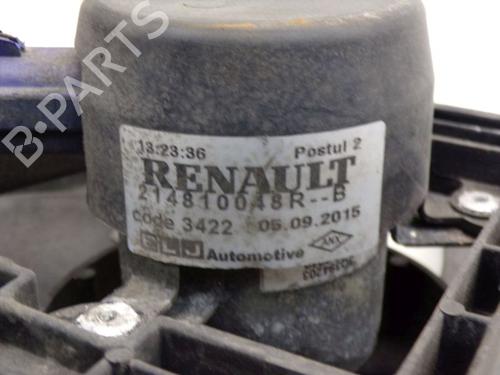 B-PARTS
13:23:36 Postul 2
RENAULT
214810048R--B
code 3422 05.09.2015
Automotive